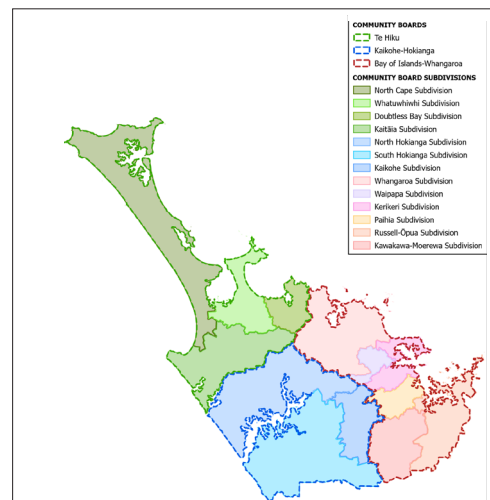 COMMUNITY BOARDS
Te Hiku
Kaikohe-Hokianga
Bay of Islands-Whangaroa
COMMUNITY BOARD SUBDIVISIONS
North Cape Subdivision
Whatuwhiwhi Subdivision
Doubtless Bay Subdivision
Kaitāia Subdivision
North Hokianga Subdivision
South Hokianga Subdivision
Kaikohe Subdivision
Whangaroa Subdivision
Waipapa Subdivision
Kerikeri Subdivision
Paihia Subdivision
Russell-Ōpua Subdivision
Kawakawa-Moerewa Subdivision